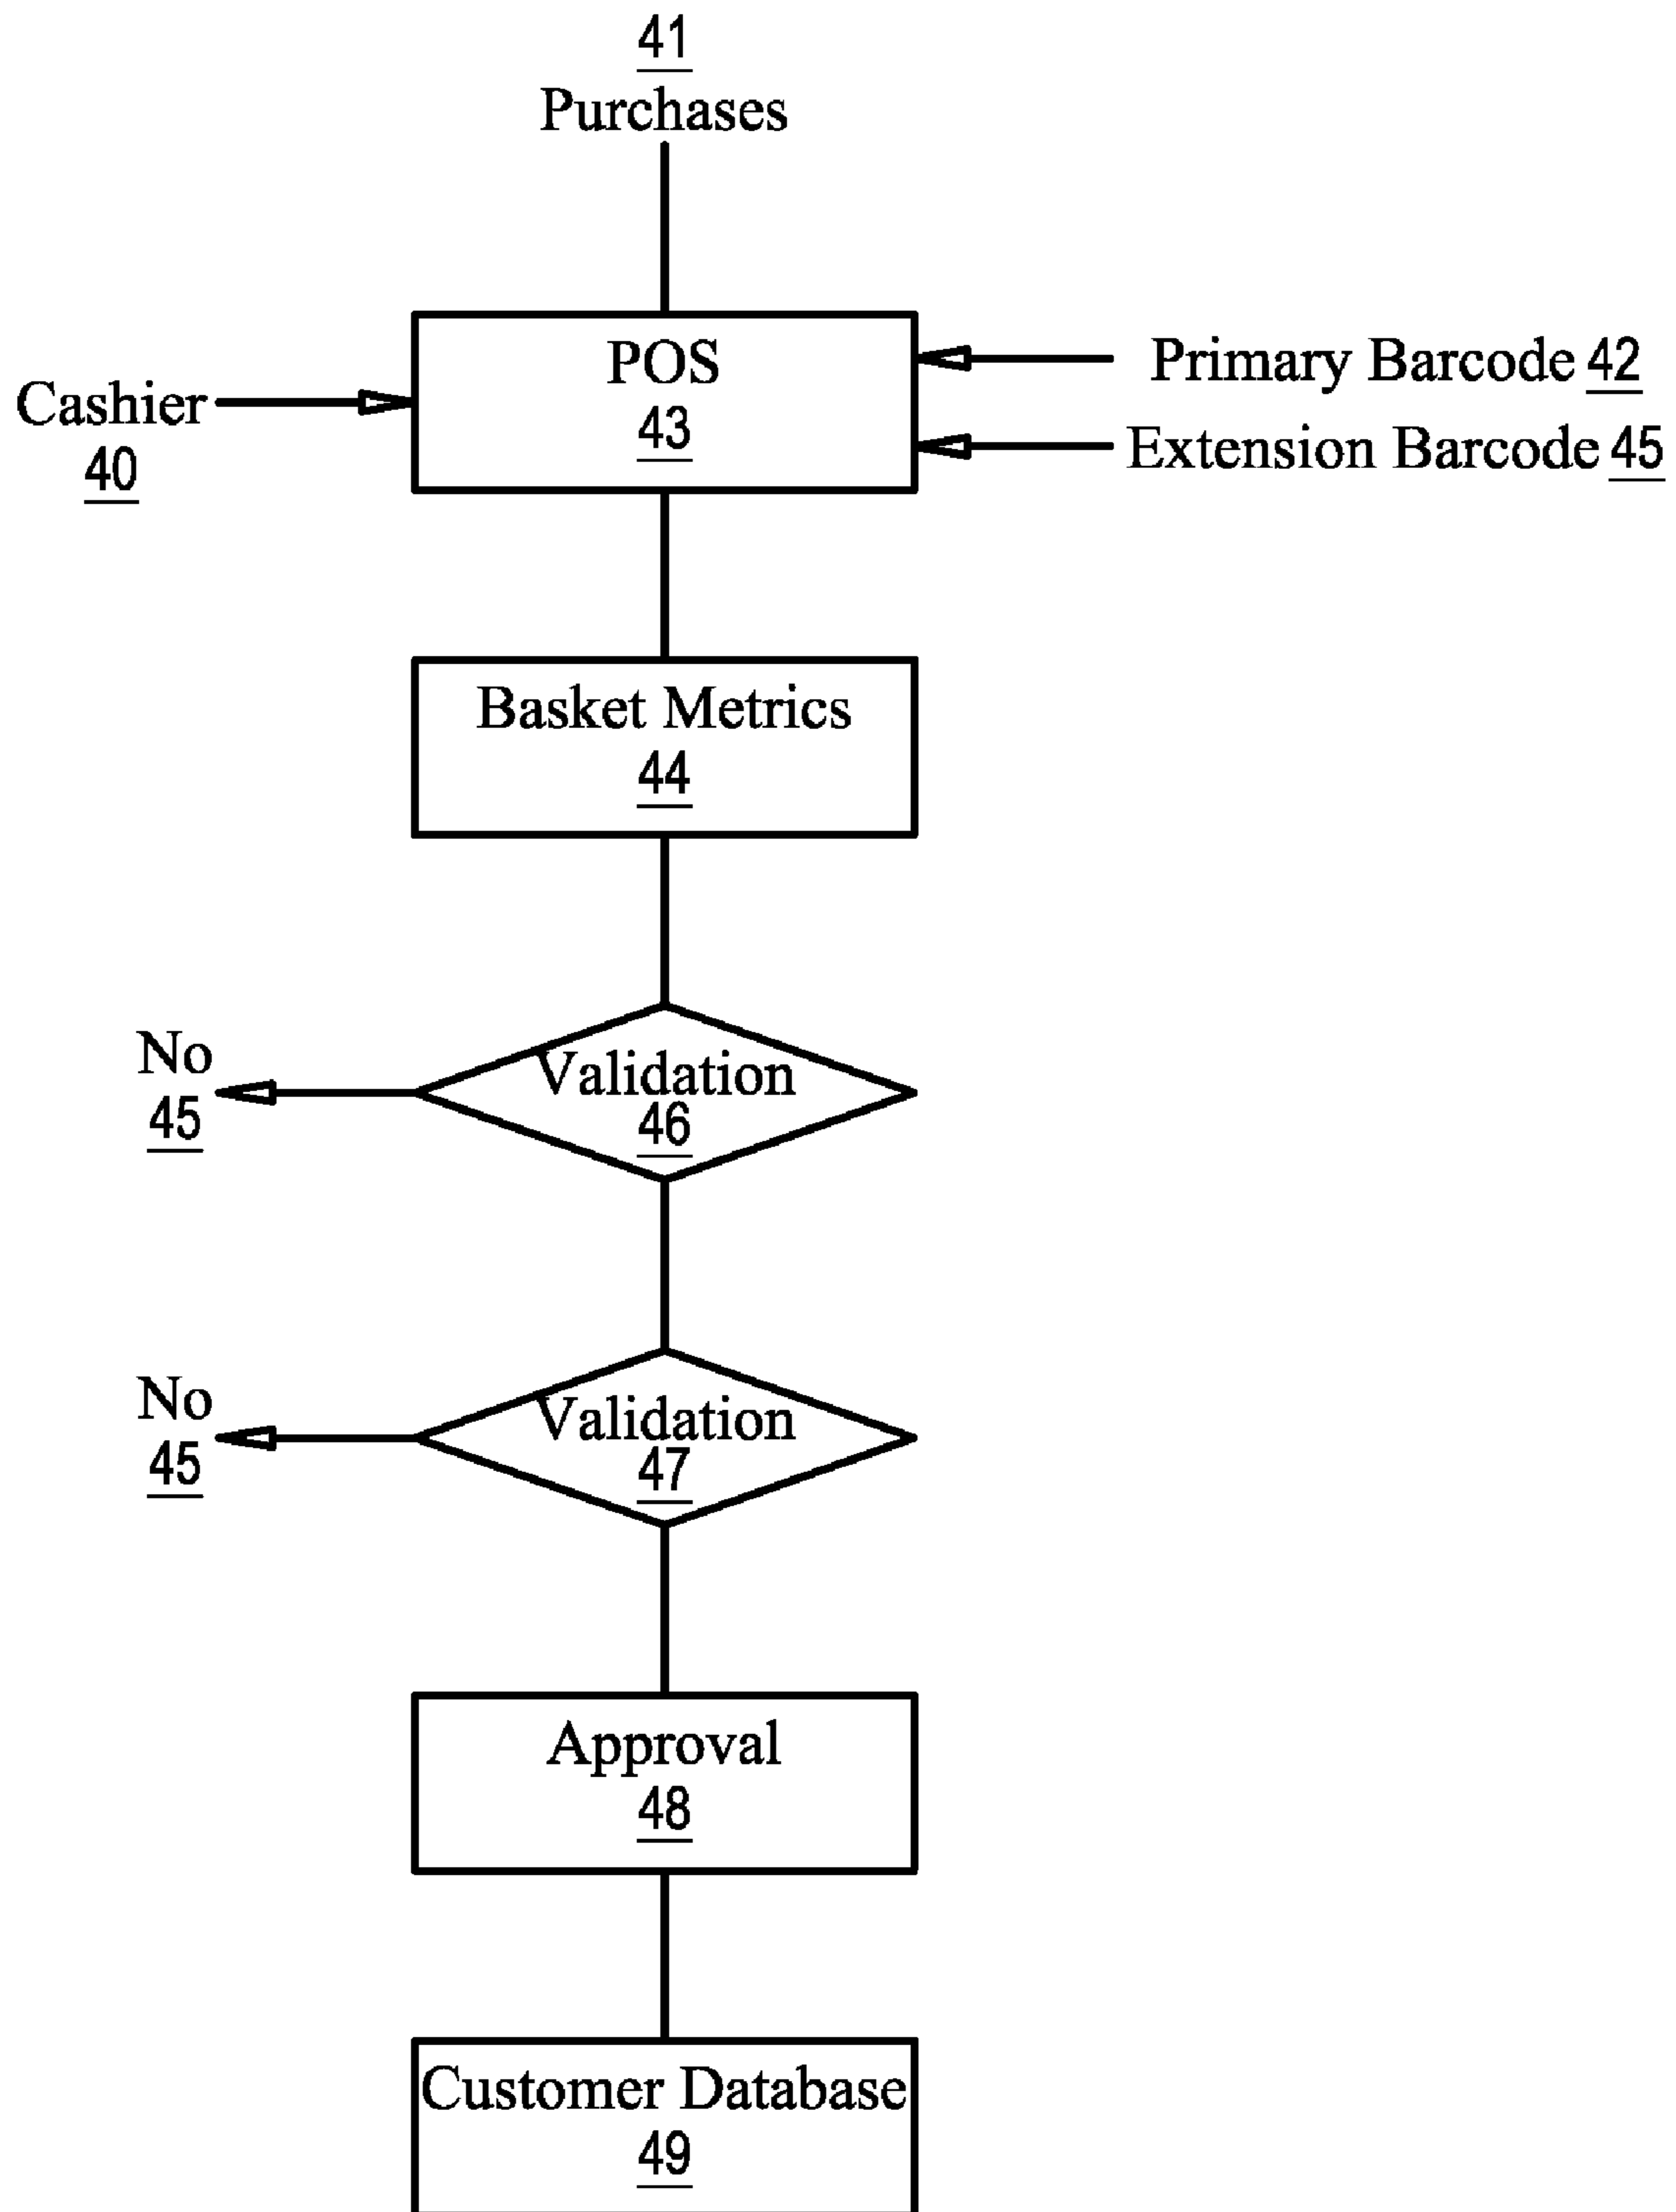 41
Purchases
POS
43
Primary Barcode 42
Cashier
40
Extension Barcode 45
Basket Metrics
44
No
45
Validation
46
No
45
Validation
47
Approval
48
Customer Database
49